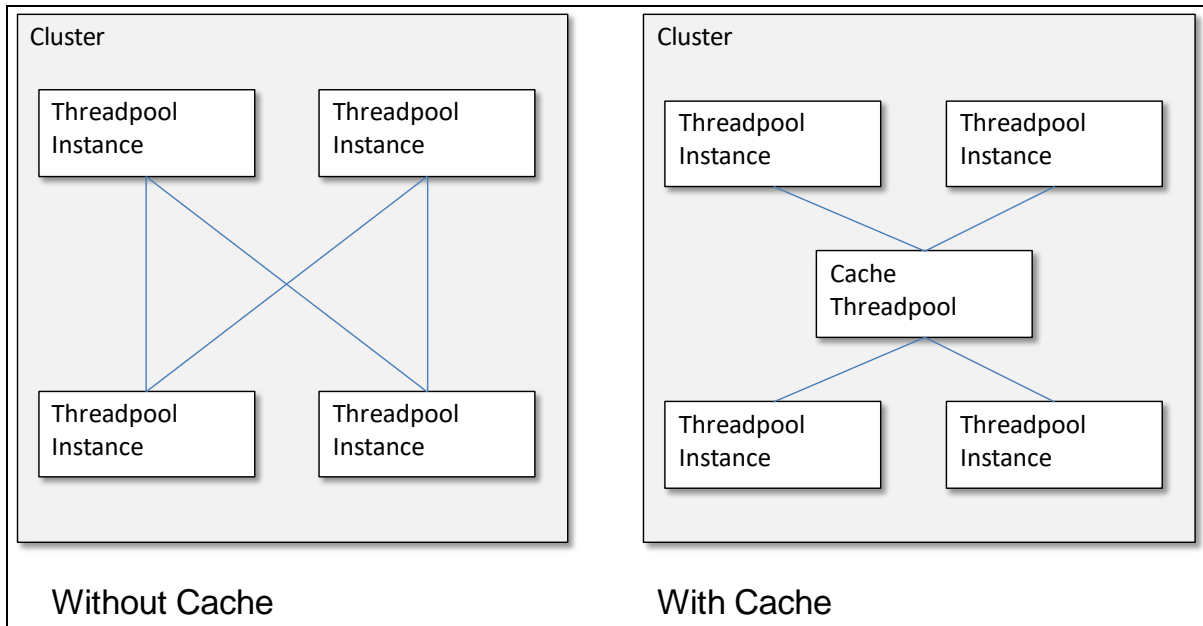 Cluster
Threadpool
Instance
Threadpool
Instance
Threadpool
Instance
Threadpool
Instance
Without Cache
Cluster
Threadpool
Instance
Threadpool
Instance
Cache
Threadpool
Threadpool
Instance
Threadpool
Instance
With Cache